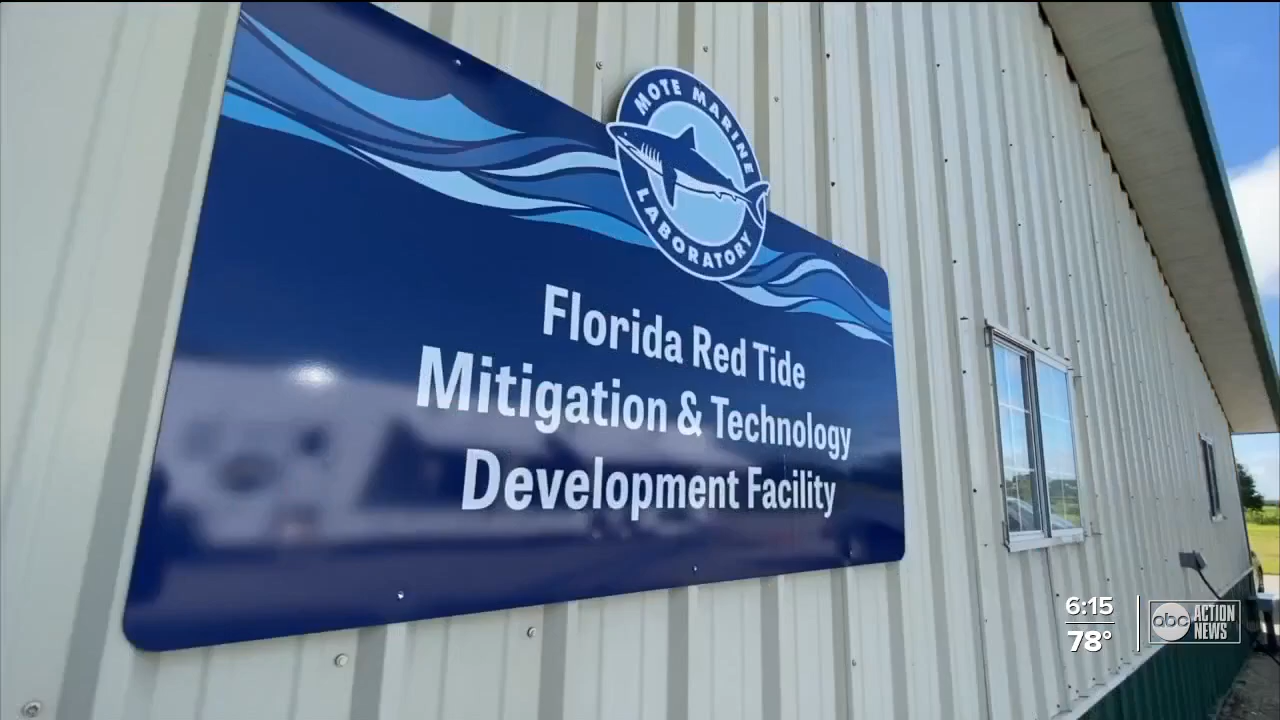 MOTE MARINE
LABORATORY
Florida Red Tide
Mitigation & Technology
Development Facility
6:15
78°
abc ACTION
NEWS